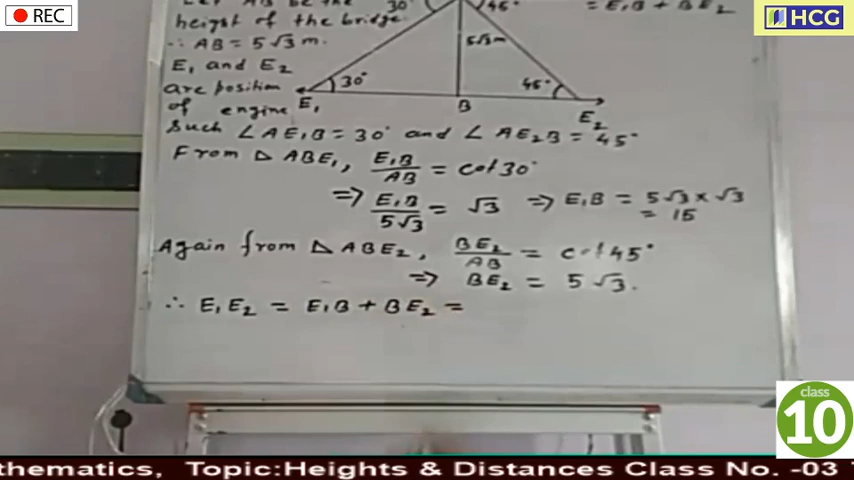 REC
HCG
30° 45° = E₁B + BE₂
height of the bridge.
∴ AB = 5√3 m.
5√3 m
E₁ and E₂
are position
30° 45°
of engine E₁ B E₂
Such ∠AE₁B = 30° and ∠AE₂B = 45°
From △ ABE₁, E₁B/AB = cot 30°
⇒ E₁B/5√3 = √3 ⇒ E₁B = 5√3 × √3
= 15
Again from △ ABE₂, BE₂/AB = cot 45°
⇒ BE₂ = 5√3.
∴ E₁E₂ = E₁B + BE₂ =
class
10
thematics, Topic:Heights & Distances Class No. -03